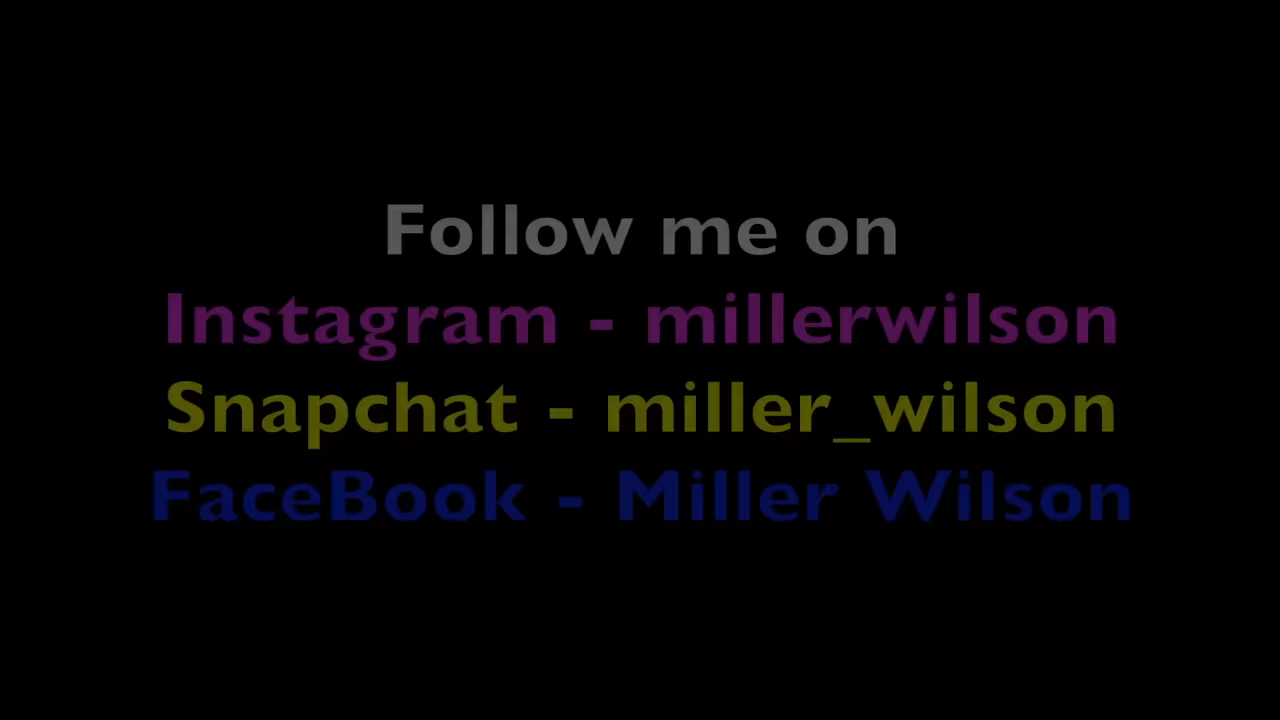 Follow me on
Instagram - millerwilson
Snapchat - miller_wilson
FaceBook - Miller Wilson